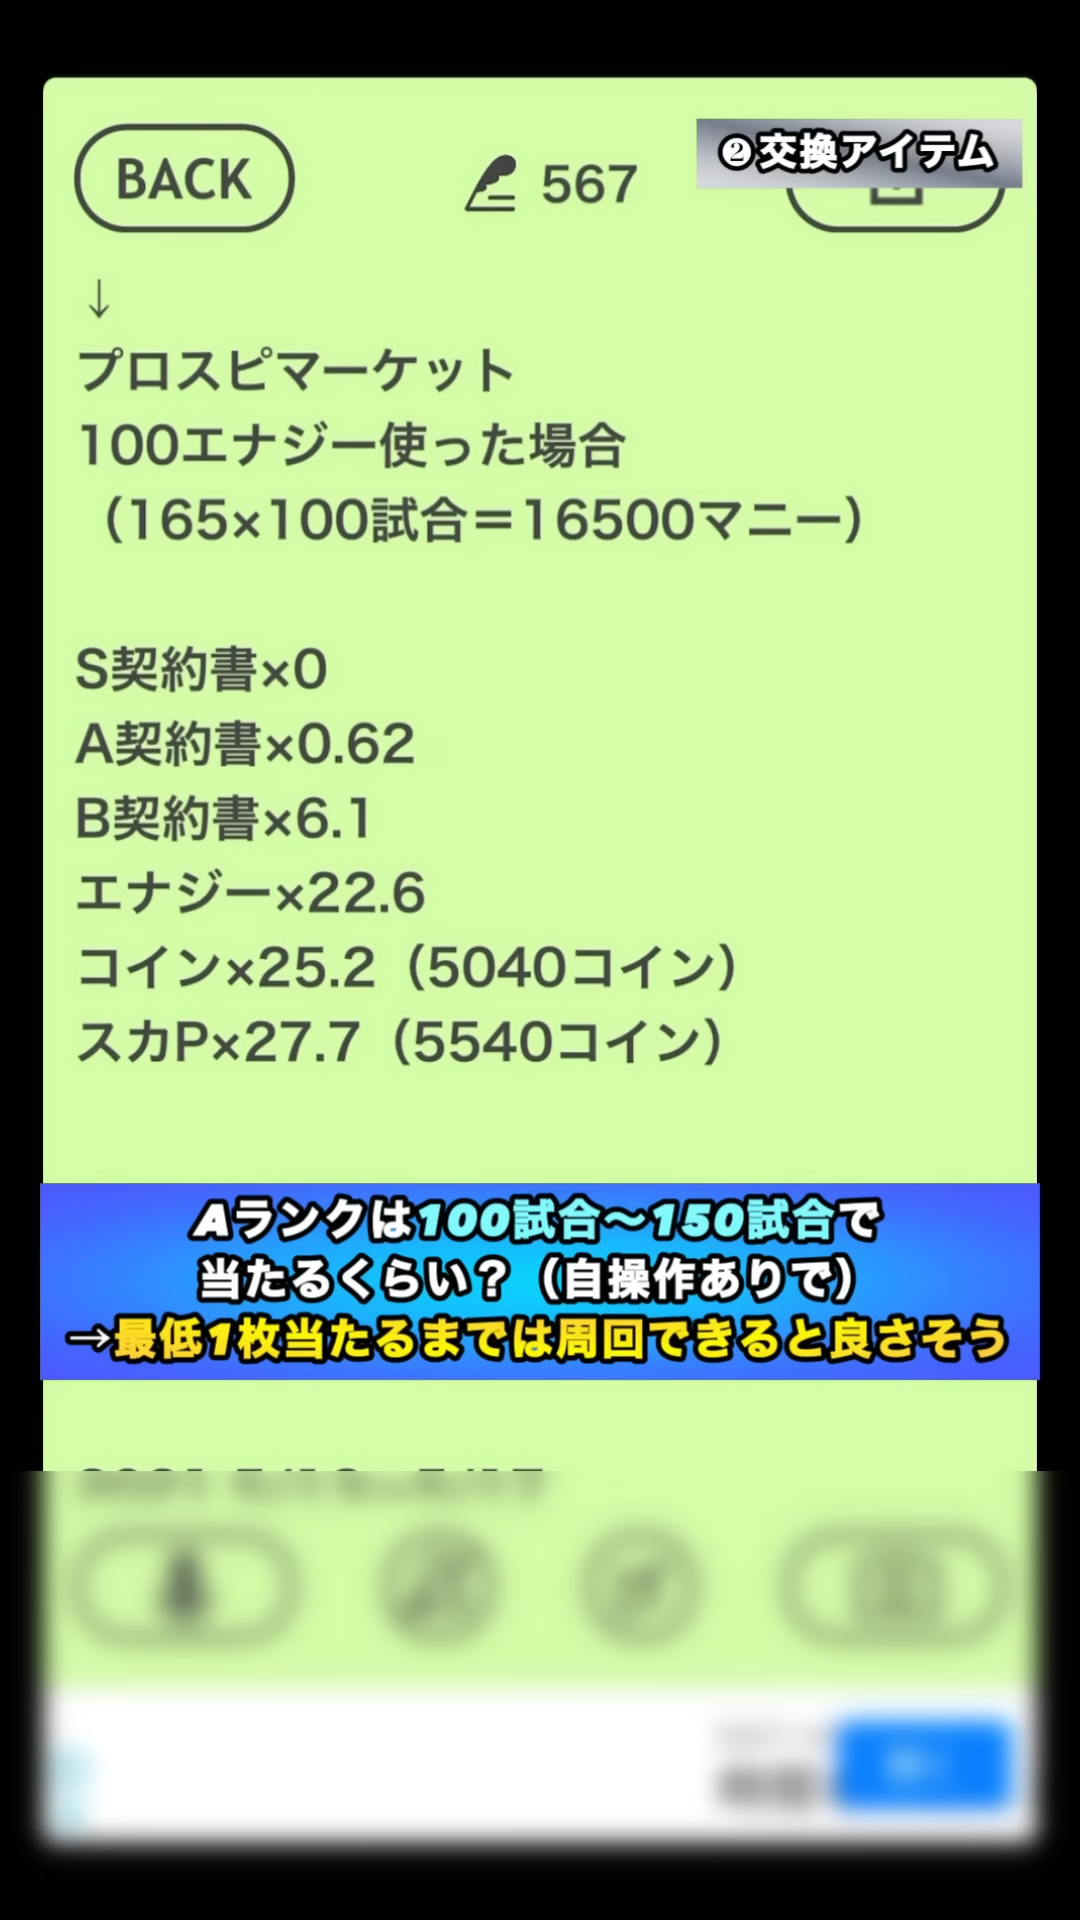 BACK
567
❷交換アイテム
↓
プロスピマーケット
100エナジー使った場合
（165×100試合＝16500マニー）
S契約書×0
A契約書×0.62
B契約書×6.1
エナジー×22.6
コイン×25.2（5040コイン）
スカP×27.7（5540コイン）
Aランクは100試合〜150試合で
当たるくらい？（自操作ありで）
→最低1枚当たるまでは周回できると良さそう